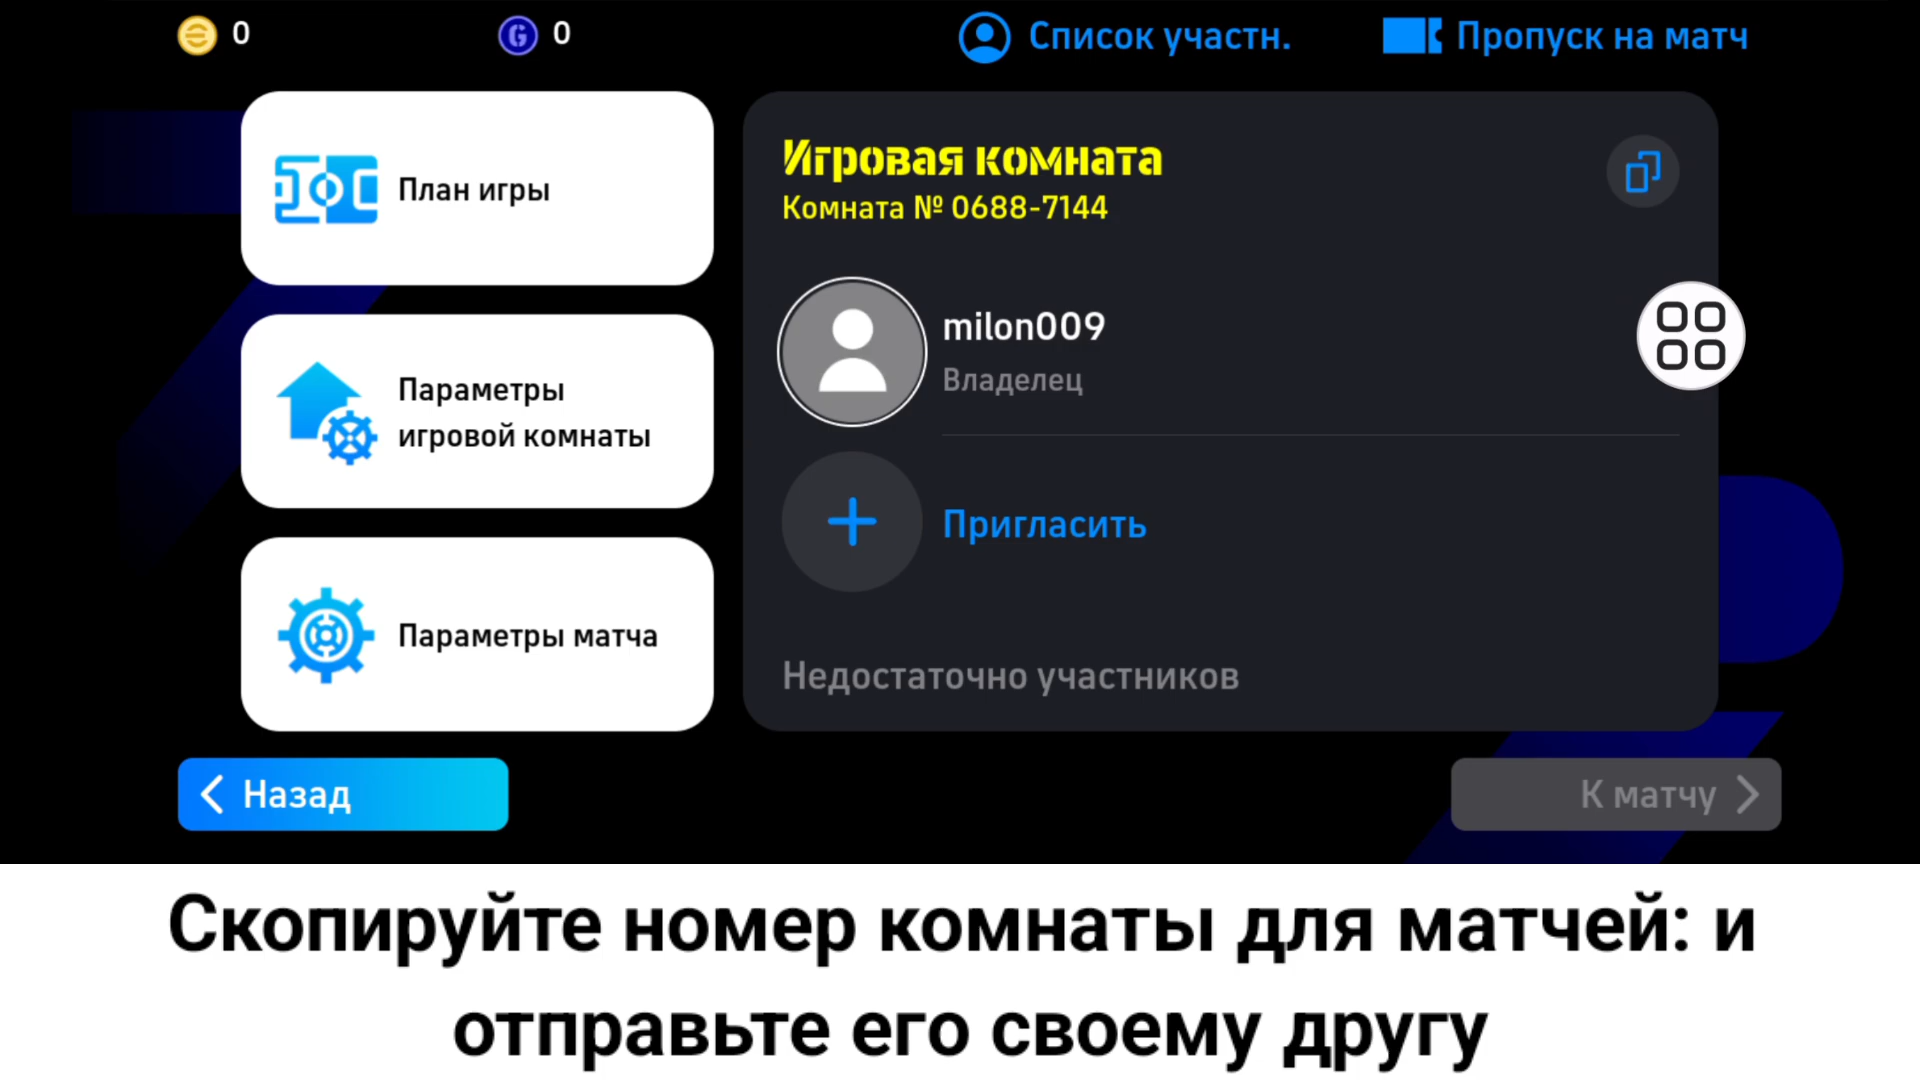 0
0
Список участн.
Пропуск на матч
План игры
Параметры
игровой комнаты
Параметры матча
Игровая комната
Комната № 0688-7144
milon009
Владелец
Пригласить
Недостаточно участников
Назад
К матчу
Скопируйте номер комнаты для матчей: и
отправьте его своему другу